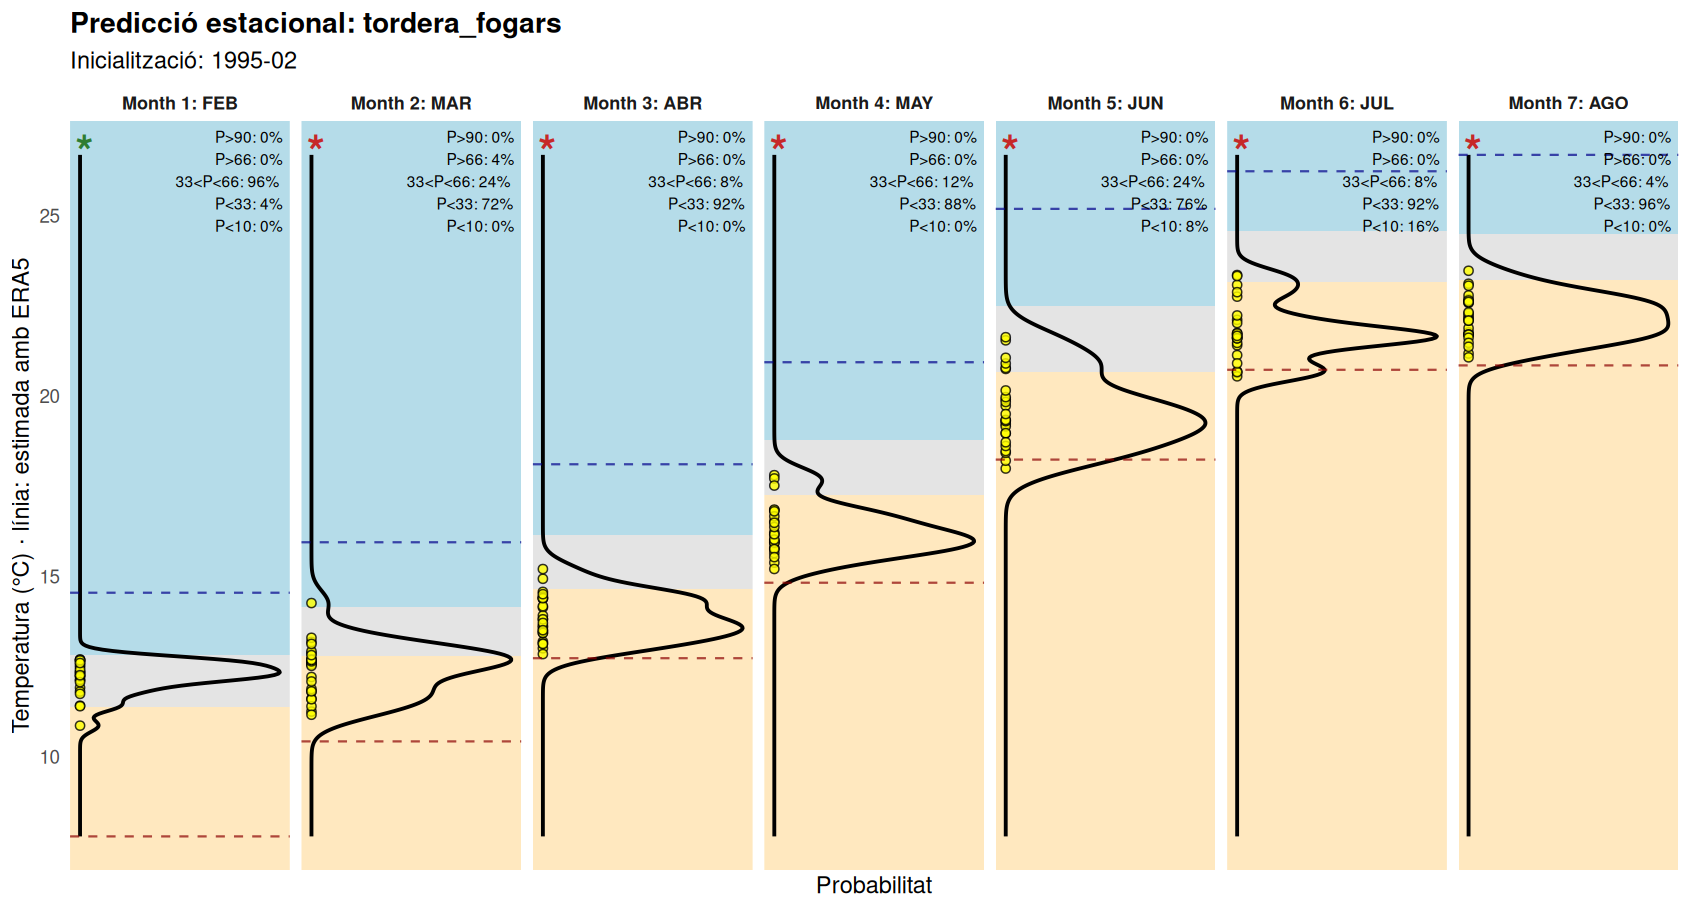 Predicció estacional: tordera_fogars
Inicialització: 1995-02
Month 1: FEB
Month 2: MAR
Month 3: ABR
Month 4: MAY
Month 5: JUN
Month 6: JUL
Month 7: AGO
*
P>90: 0%
P>66: 0%
33<P<66: 96%
P<33: 4%
P<10: 0%
*
P>90: 0%
P>66: 4%
33<P<66: 24%
P<33: 72%
P<10: 0%
*
P>90: 0%
P>66: 0%
33<P<66: 8%
P<33: 92%
P<10: 0%
*
P>90: 0%
P>66: 0%
33<P<66: 12%
P<33: 88%
P<10: 0%
*
P>90: 0%
P>66: 0%
33<P<66: 24%
P<33: 76%
P<10: 8%
*
P>90: 0%
P>66: 0%
33<P<66: 8%
P<33: 92%
P<10: 16%
*
P>90: 0%
P>66: 0%
33<P<66: 4%
P<33: 96%
P<10: 0%
25
20
15
10
Temperatura (°C) · línia: estimada amb ERA5
Probabilitat